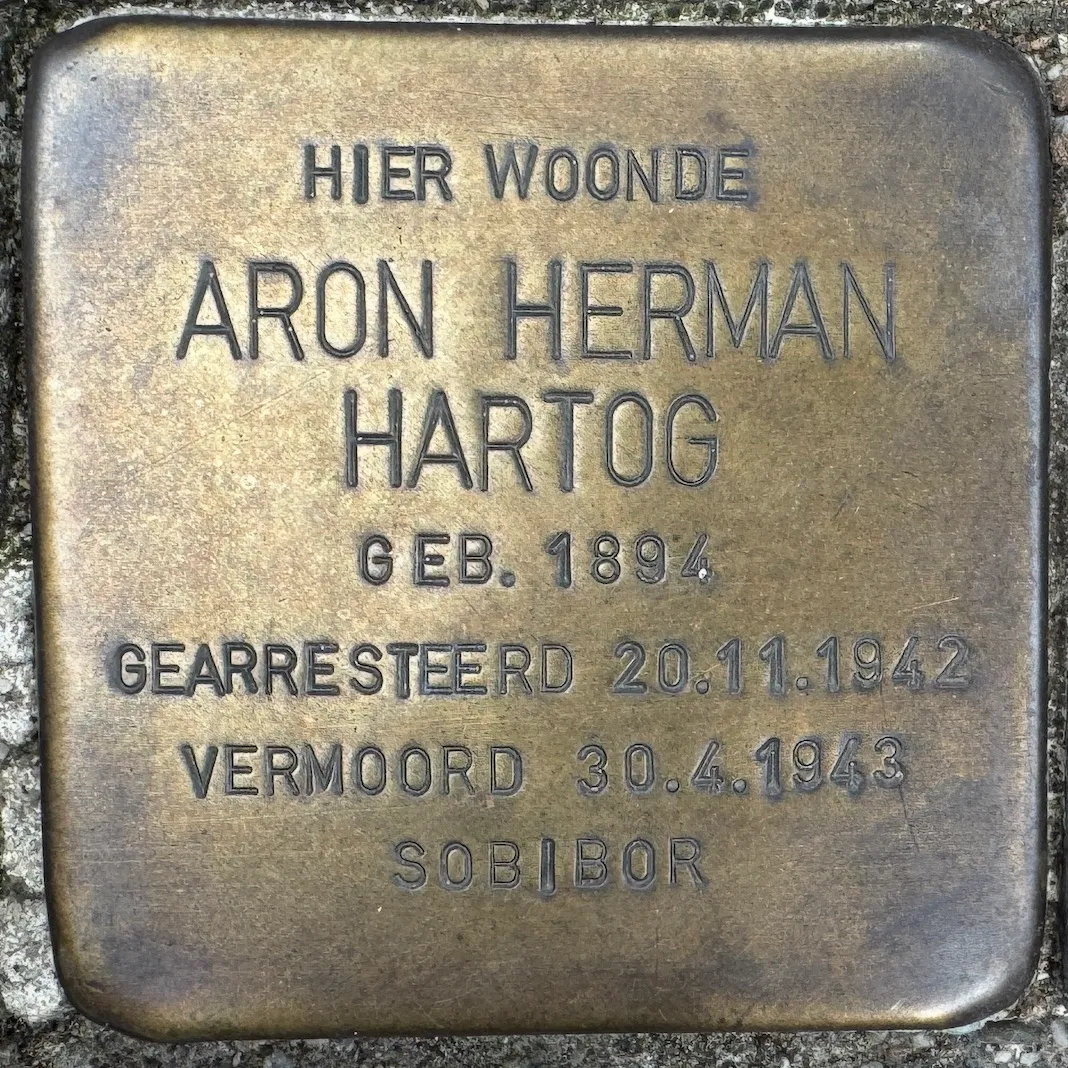 HIER WOONDE
ARON HERMAN
HARTOG
GEB. 1894
GEARRESTEERD 20.11.1942
VERMOORD 30.4.1943
SOBIBOR